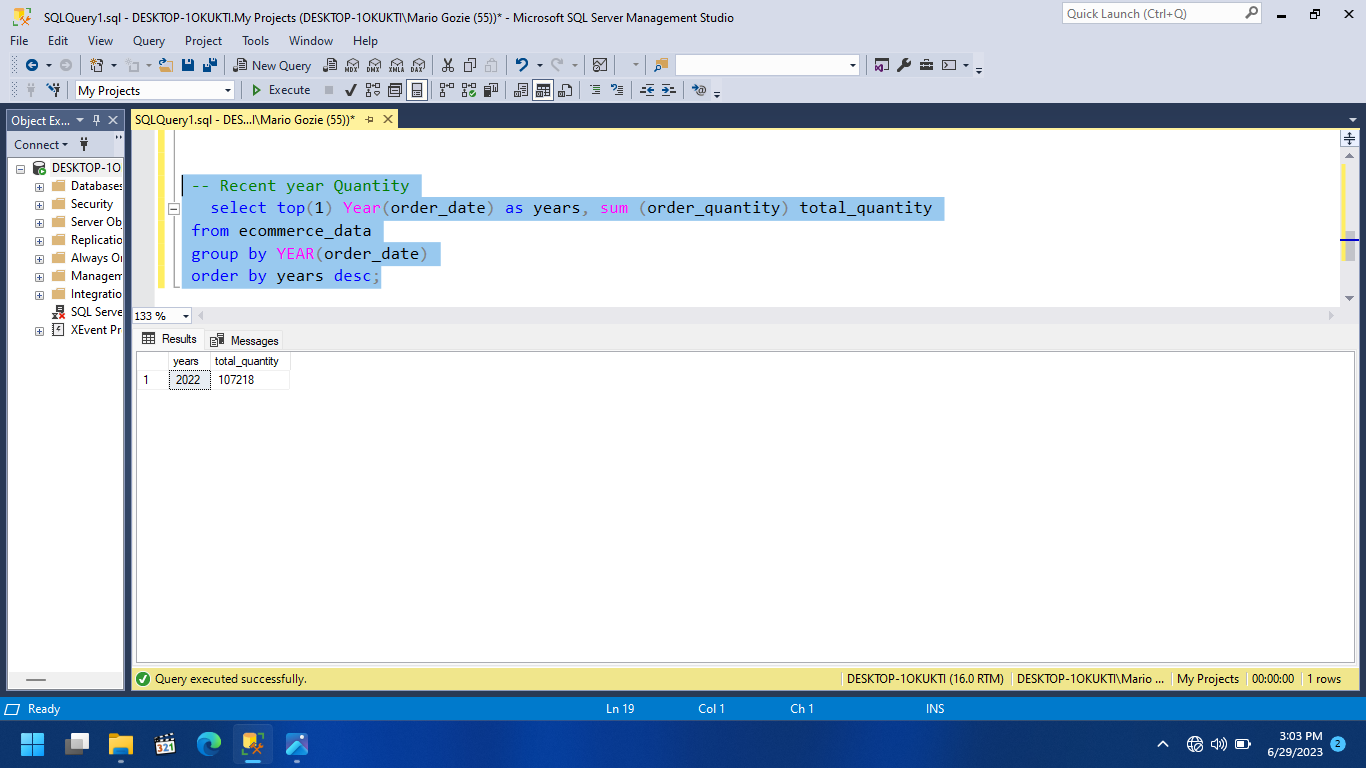 SQLQuery1.sql - DESKTOP-1OKUKTI.My Projects (DESKTOP-1OKUKTI\Mario Gozie (55))* - Microsoft SQL Server Management Studio
Quick Launch (Ctrl+Q)
File Edit View Query Project Tools Window Help
New Query MDX DMX XMLA DAX
My Projects Execute
Object Ex...
SQLQuery1.sql - DES...I\Mario Gozie (55))*
Connect
DESKTOP-1O
Databases
Security
Server Ob
Replicatio
Always O
Managem
Integratio
SQL Serve
XEvent Pr
-- Recent year Quantity
select top(1) Year(order_date) as years, sum (order_quantity) total_quantity
from ecommerce_data
group by YEAR(order_date)
order by years desc;
133 %
Results Messages
years total_quantity
1 2022 107218
Query executed successfully.
DESKTOP-1OKUKTI (16.0 RTM) DESKTOP-1OKUKTI\Mario ... My Projects 00:00:00 1 rows
Ready Ln 19 Col 1 Ch 1 INS
321
3:03 PM
6/29/2023
2